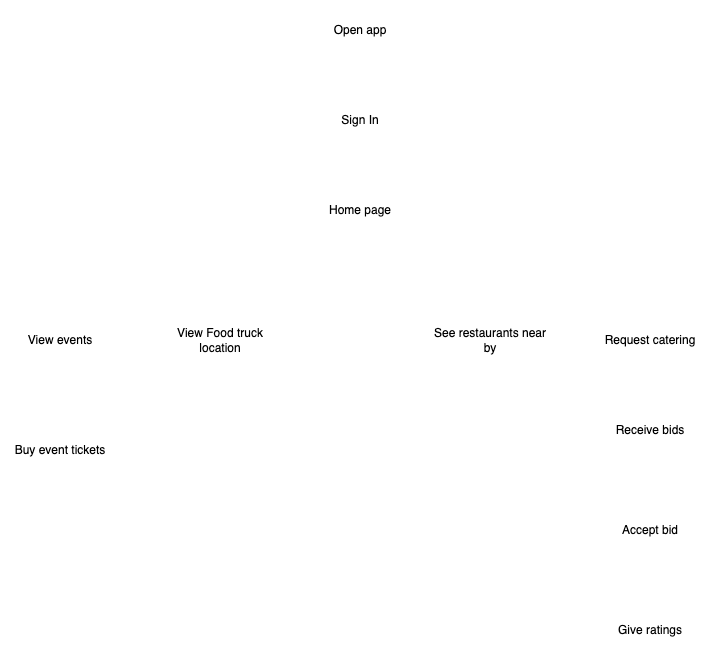 Open app
Sign In
Home page
View events
View Food truck
location
See restaurants near
by
Request catering
Receive bids
Buy event tickets
Accept bid
Give ratings